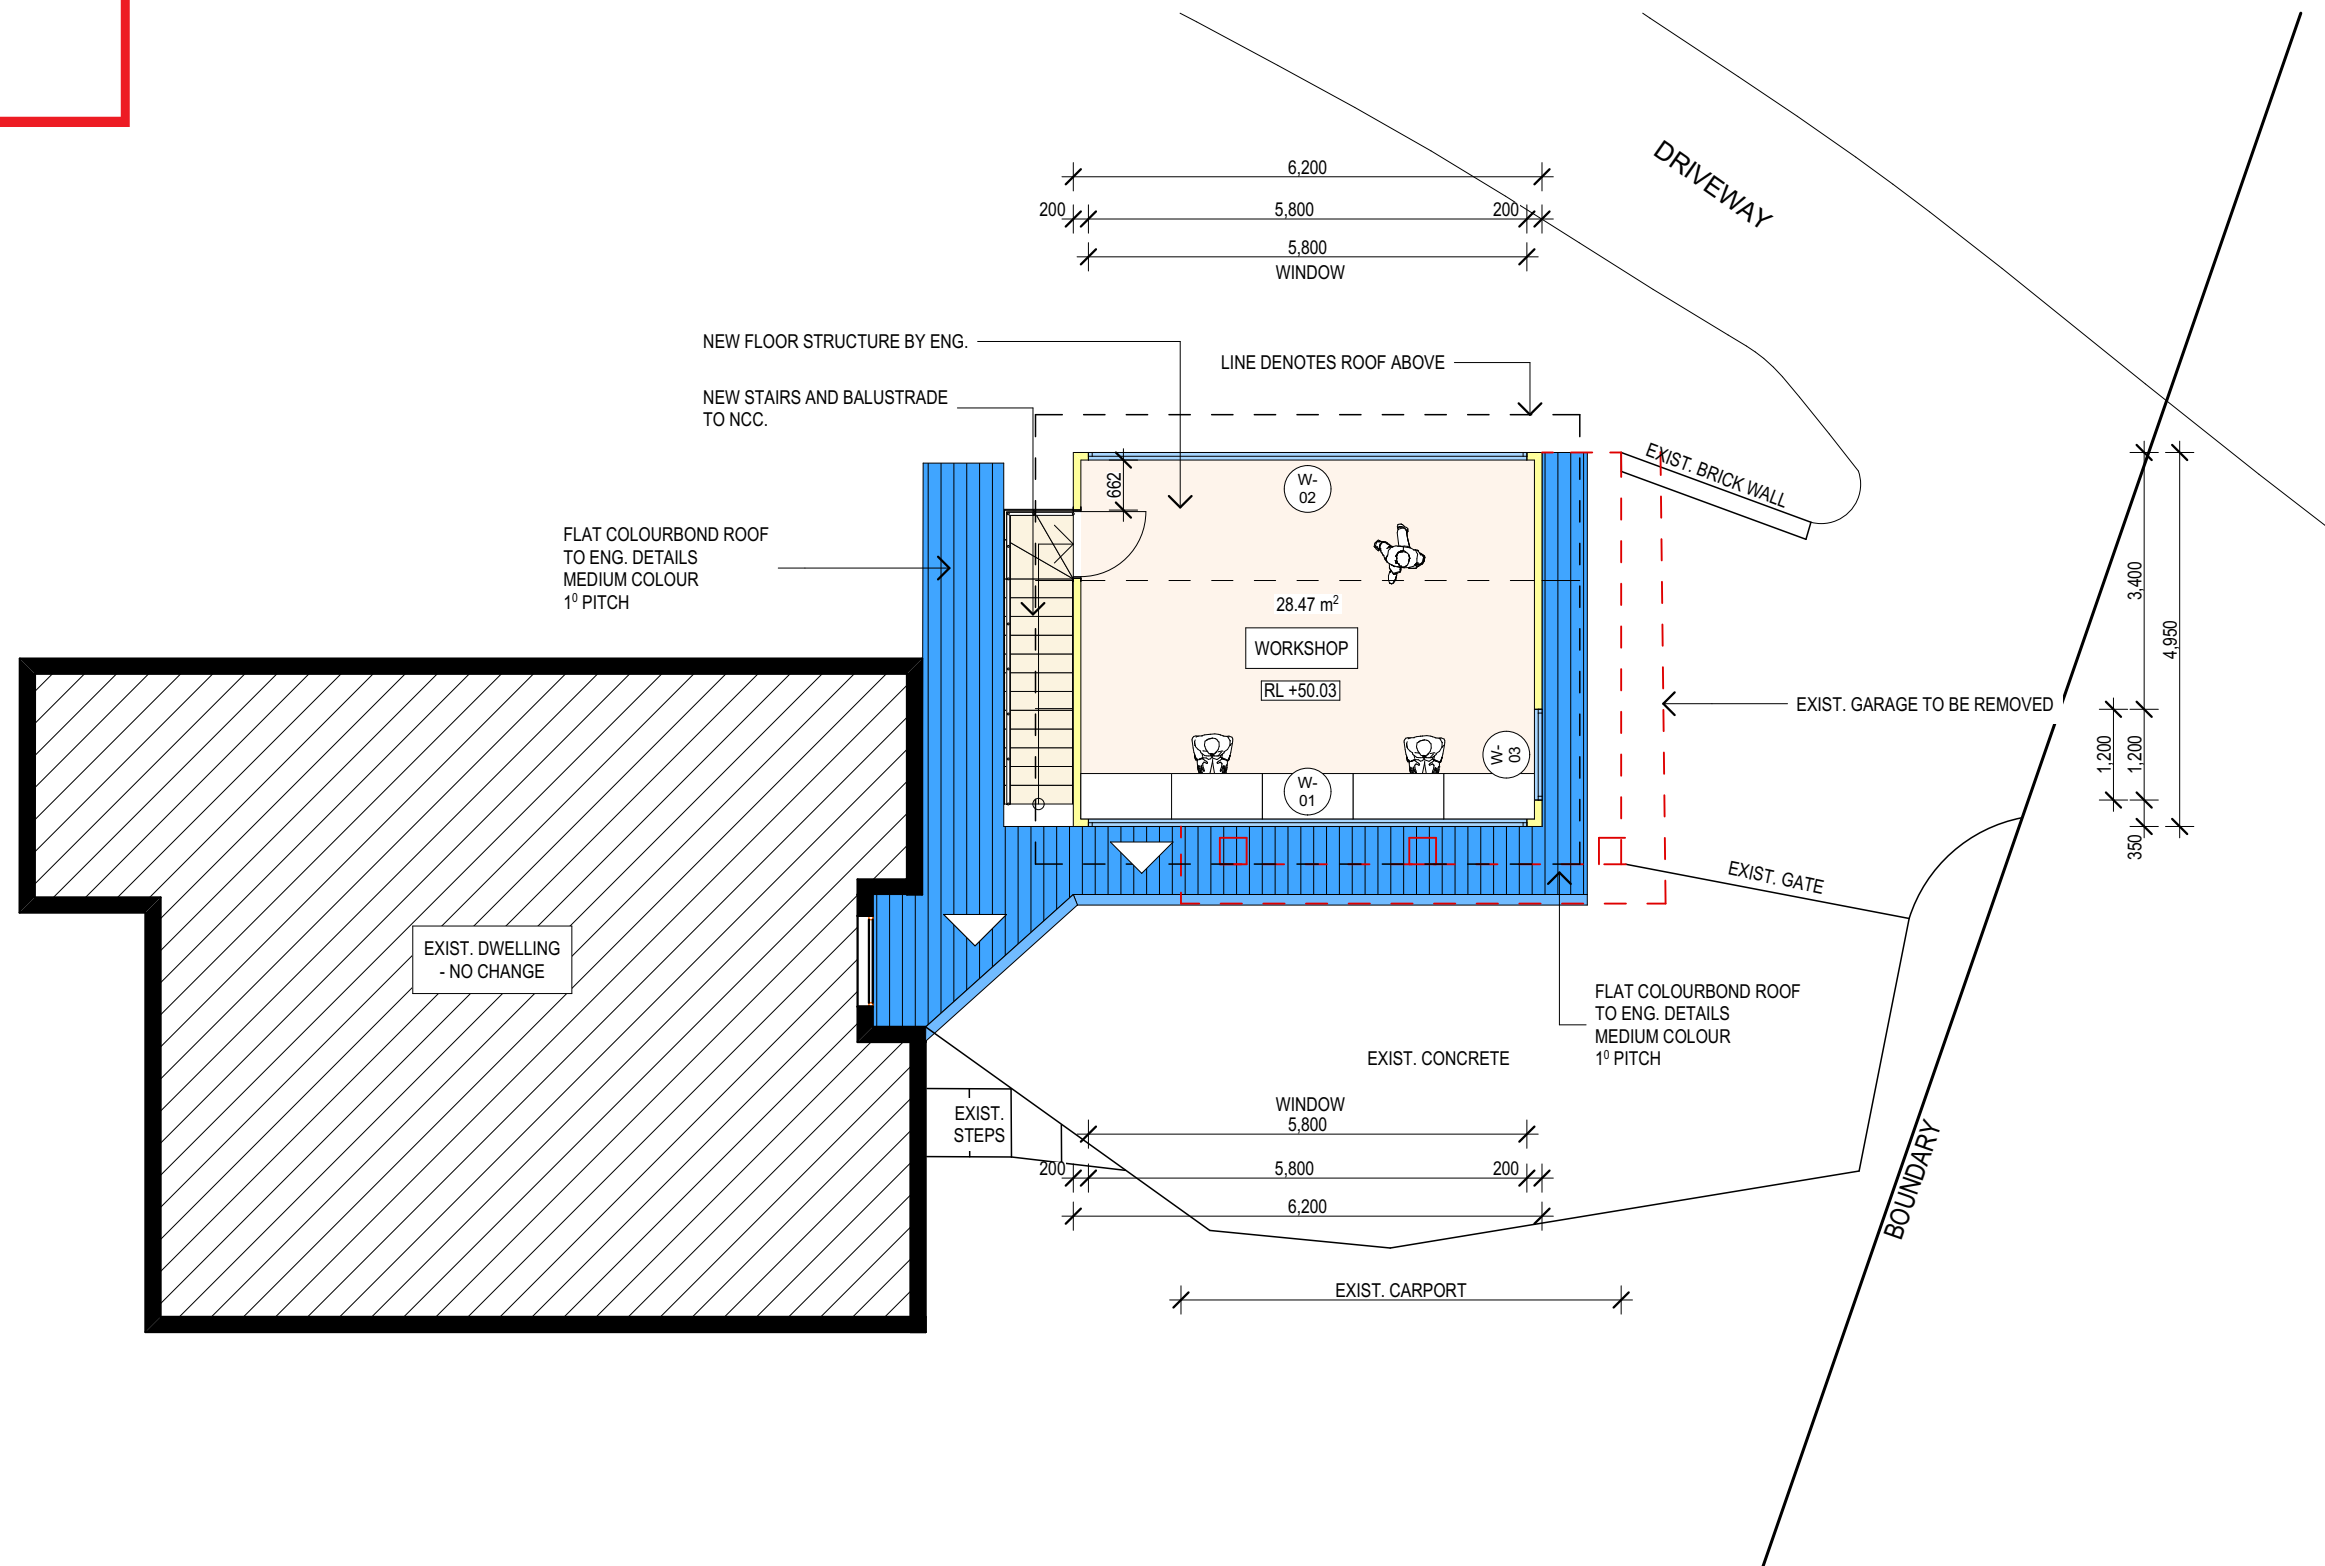 DRIVEWAY
6,200
200
5,800
200
5,800
WINDOW
NEW FLOOR STRUCTURE BY ENG.
LINE DENOTES ROOF ABOVE
NEW STAIRS AND BALUSTRADE
TO NCC.
EXIST. BRICK WALL
662
W-
02
FLAT COLOURBOND ROOF
TO ENG. DETAILS
MEDIUM COLOUR
1⁰ PITCH
28.47 m²
WORKSHOP
RL +50.03
3,400
4,950
EXIST. GARAGE TO BE REMOVED
1,200
1,200
350
W-
03
W-
01
EXIST. GATE
EXIST. DWELLING
- NO CHANGE
FLAT COLOURBOND ROOF
TO ENG. DETAILS
MEDIUM COLOUR
1⁰ PITCH
EXIST. CONCRETE
EXIST.
STEPS
WINDOW
5,800
200
5,800
200
6,200
BOUNDARY
EXIST. CARPORT